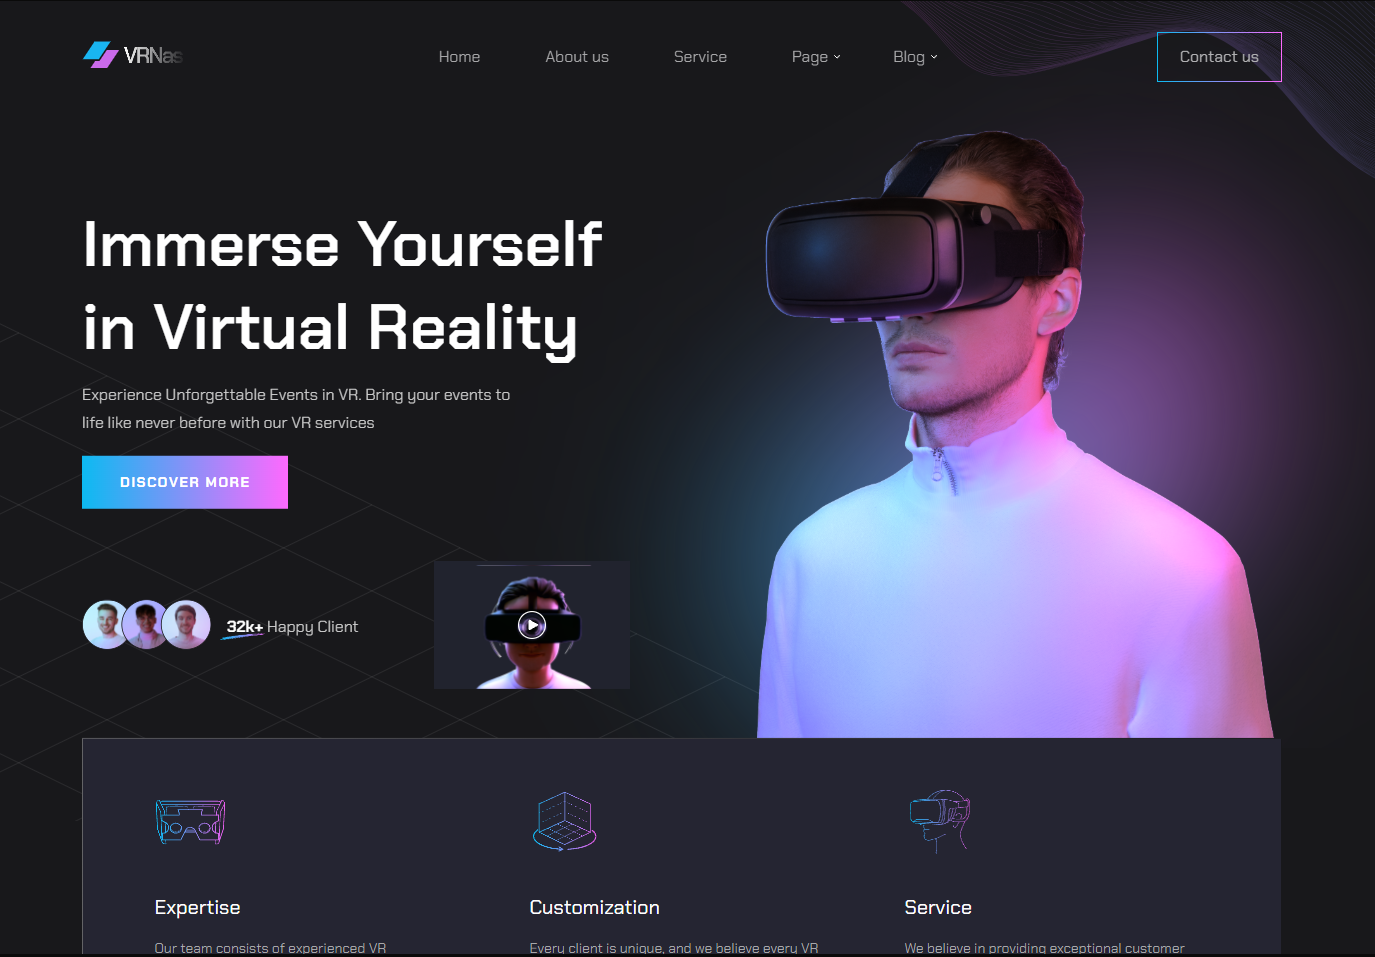 VRNas
Home
About us
Service
Page
Blog
Contact us
Immerse Yourself
in Virtual Reality
Experience Unforgettable Events in VR. Bring your events to
life like never before with our VR services
DISCOVER MORE
32k+ Happy Client
Expertise
Customization
Service
Our team consists of experienced VR
Every client is unique, and we believe every VR
We believe in providing exceptional customer